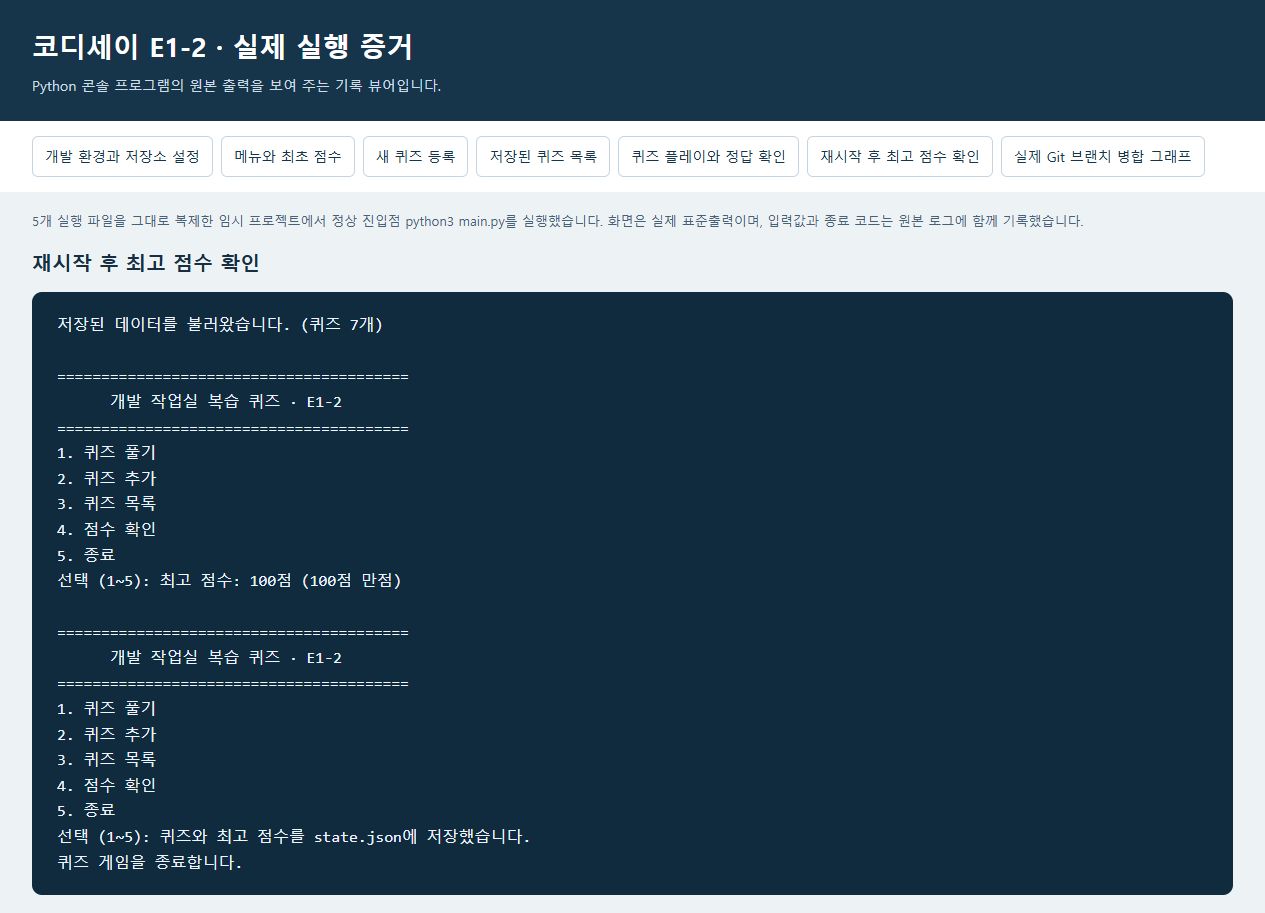 코디세이 E1-2 · 실제 실행 증거
Python 콘솔 프로그램의 원본 출력을 보여 주는 기록 뷰어입니다.
개발 환경과 저장소 설정
메뉴와 최초 점수
새 퀴즈 등록
저장된 퀴즈 목록
퀴즈 플레이와 정답 확인
재시작 후 최고 점수 확인
실제 Git 브랜치 병합 그래프
5개 실행 파일을 그대로 복제한 임시 프로젝트에서 정상 진입점 python3 main.py를 실행했습니다. 화면은 실제 표준출력이며, 입력값과 종료 코드는 원본 로그에 함께 기록했습니다.
재시작 후 최고 점수 확인
저장된 데이터를 불러왔습니다. (퀴즈 7개)
========================================
개발 작업실 복습 퀴즈 · E1-2
========================================
1. 퀴즈 풀기
2. 퀴즈 추가
3. 퀴즈 목록
4. 점수 확인
5. 종료
선택 (1~5): 최고 점수: 100점 (100점 만점)
========================================
개발 작업실 복습 퀴즈 · E1-2
========================================
1. 퀴즈 풀기
2. 퀴즈 추가
3. 퀴즈 목록
4. 점수 확인
5. 종료
선택 (1~5): 퀴즈와 최고 점수를 state.json에 저장했습니다.
퀴즈 게임을 종료합니다.